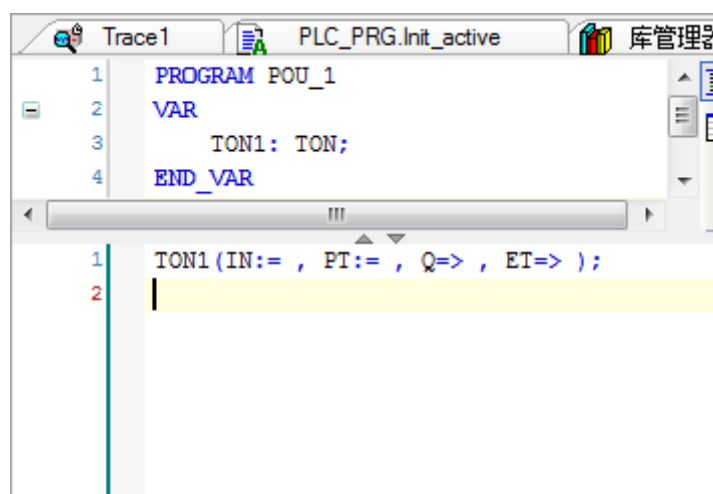 Trace1 PLC_PRG.Init_active 库管理器
1 PROGRAM POU_1
2 VAR
3 TON1: TON;
4 END_VAR
1 TON1(IN:= , PT:= , Q=> , ET=> );
2